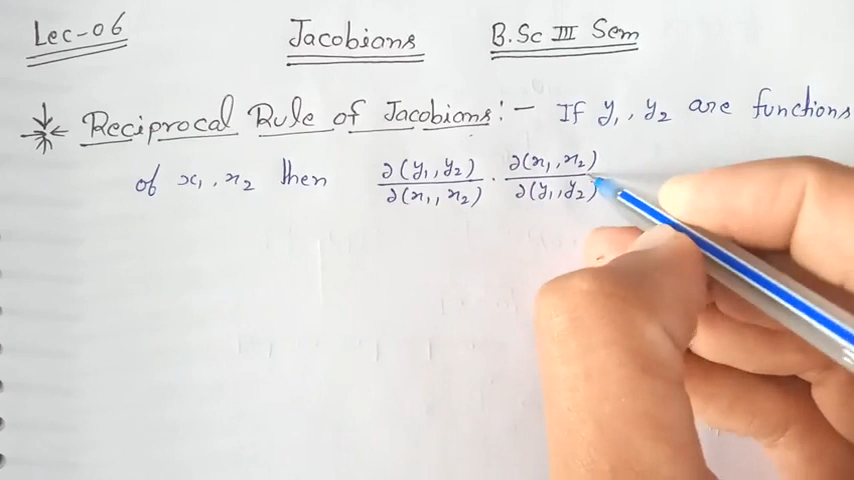 Lec-06 Jacobians B.Sc III Sem
Reciprocal Rule of Jacobians:- If y₁, y₂ are functions
of x₁, x₂ then ∂(y₁, y₂)/∂(x₁, x₂) · ∂(x₁, x₂)/∂(y₁, y₂)